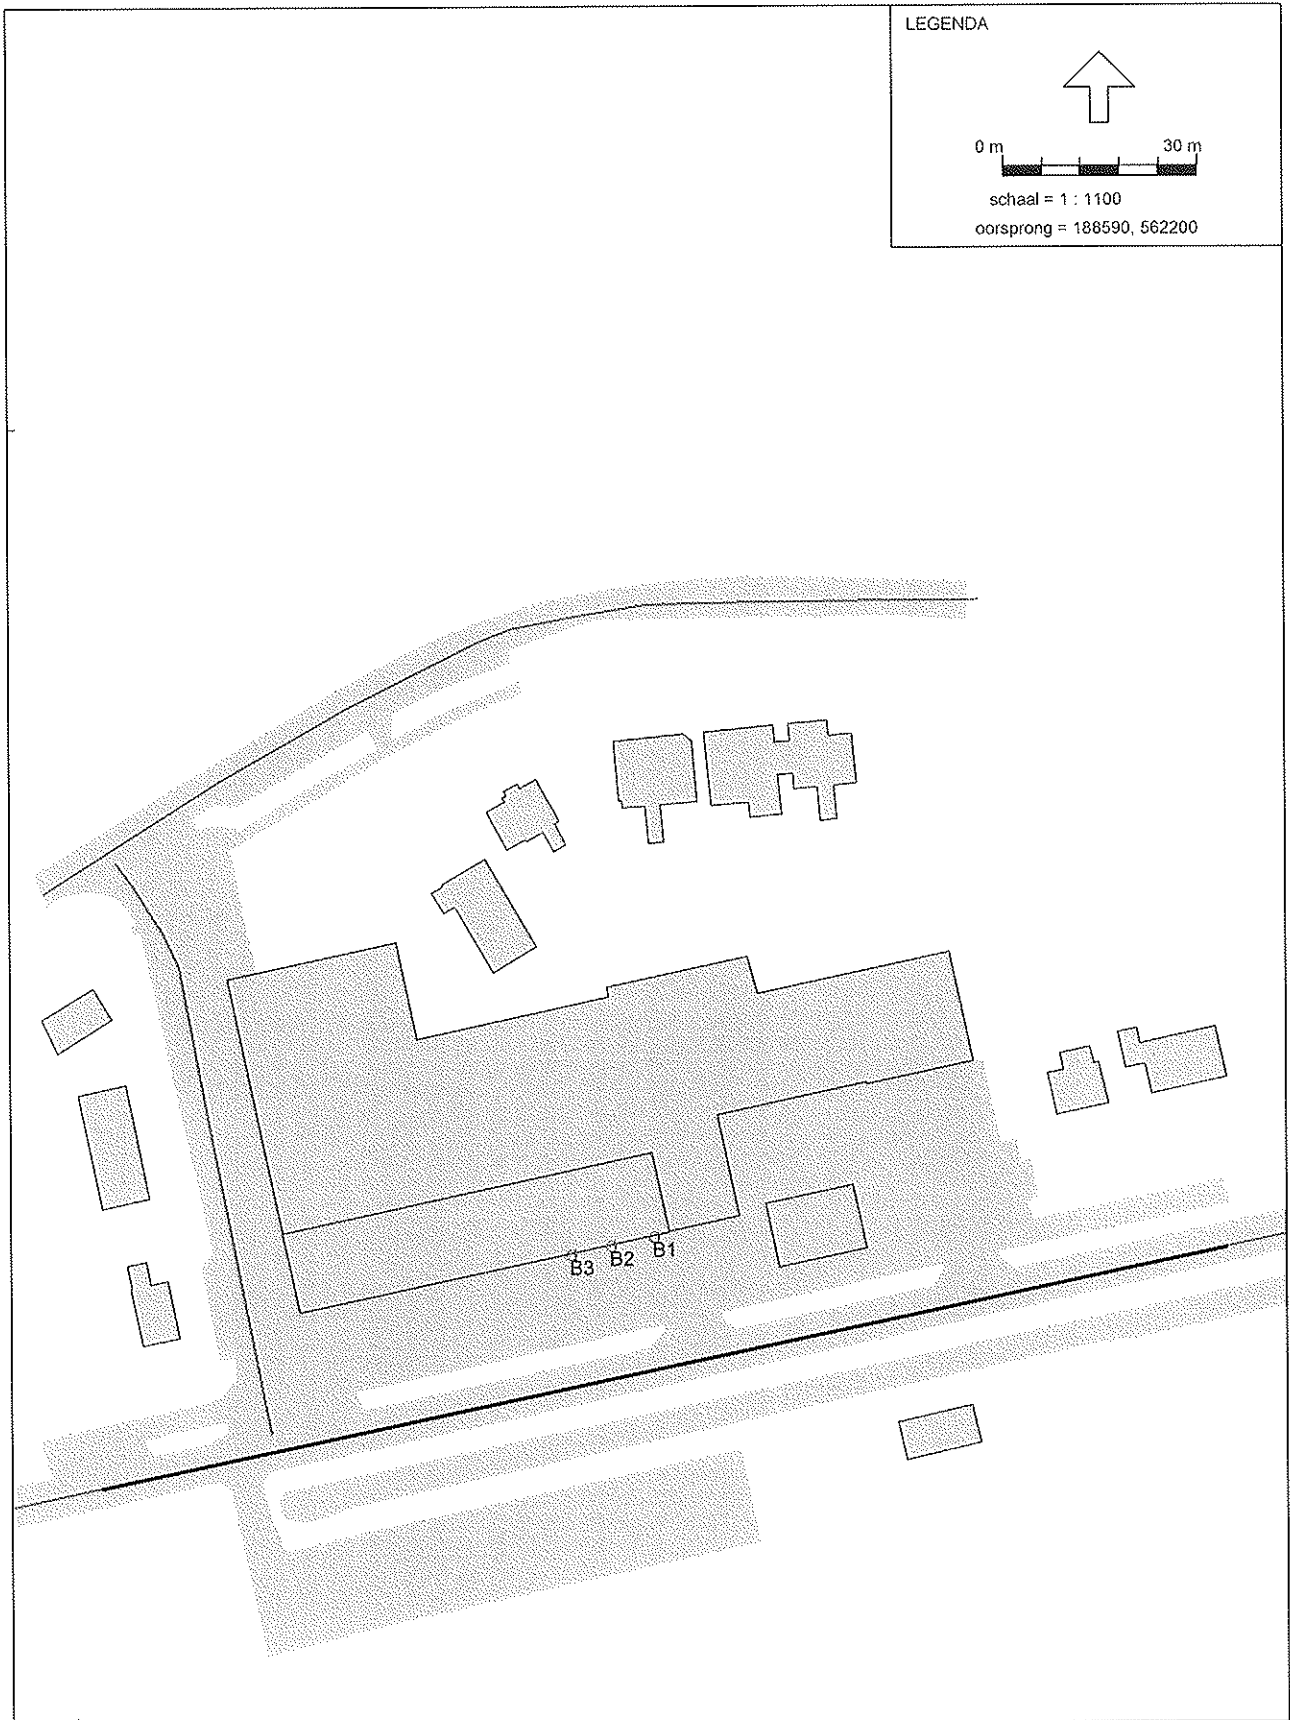 LEGENDA
0 m 30 m
schaal = 1 : 1100
oorsprong = 188590, 562200
B1
B2
B3